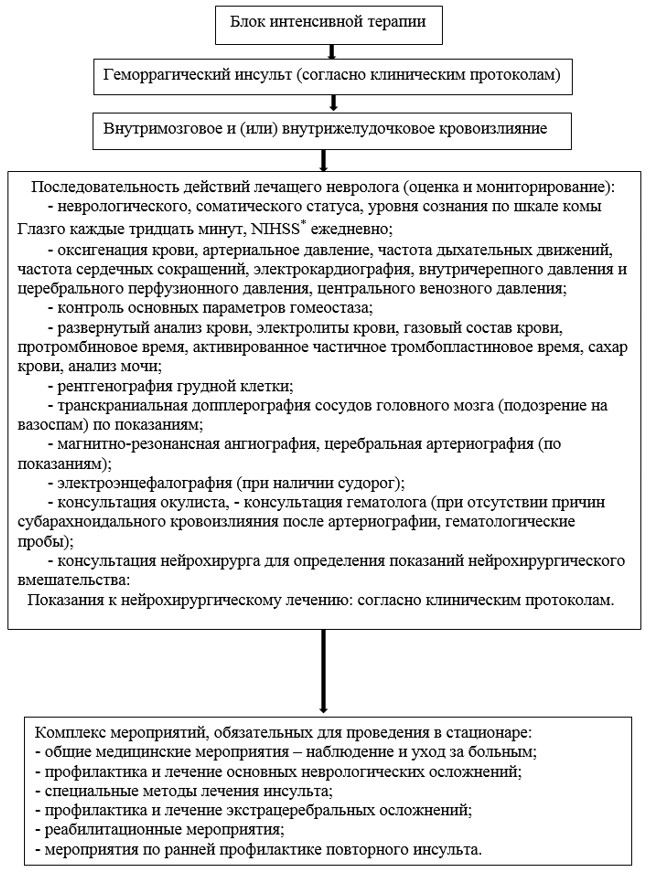 Блок интенсивной терапии
Геморрагический инсульт (согласно клиническим протоколам)
Внутримозговое и (или) внутрижелудочковое кровоизлияние
Последовательность действий лечащего невролога (оценка и мониторирование):
- неврологического, соматического статуса, уровня сознания по шкале комы
Глазго каждые тридцать минут, NIHSS* ежедневно;
- оксигенация крови, артериальное давление, частота дыхательных движений,
частота сердечных сокращений, электрокардиография, внутричерепного давления и
церебрального перфузионного давления, центрального венозного давления;
- контроль основных параметров гомеостаза;
- развернутый анализ крови, электролиты крови, газовый состав крови,
протромбиновое время, активированное частичное тромбопластиновое время, сахар
крови, анализ мочи;
- рентгенография грудной клетки;
- транскраниальная допплерография сосудов головного мозга (подозрение на
вазоспам) по показаниям;
- магнитно-резонансная ангиография, церебральная артериография (по
показаниям);
- электроэнцефалография (при наличии судорог);
- консультация окулиста, - консультация гематолога (при отсутствии причин
субарахноидального кровоизлияния после артериографии, гематологические
пробы);
- консультация нейрохирурга для определения показаний нейрохирургического
вмешательства:
Показания к нейрохирургическому лечению: согласно клиническим протоколам.
Комплекс мероприятий, обязательных для проведения в стационаре:
- общие медицинские мероприятия – наблюдение и уход за больным;
- профилактика и лечение основных неврологических осложнений;
- специальные методы лечения инсульта;
- профилактика и лечение экстрацеребральных осложнений;
- реабилитационные мероприятия;
- мероприятия по ранней профилактике повторного инсульта.